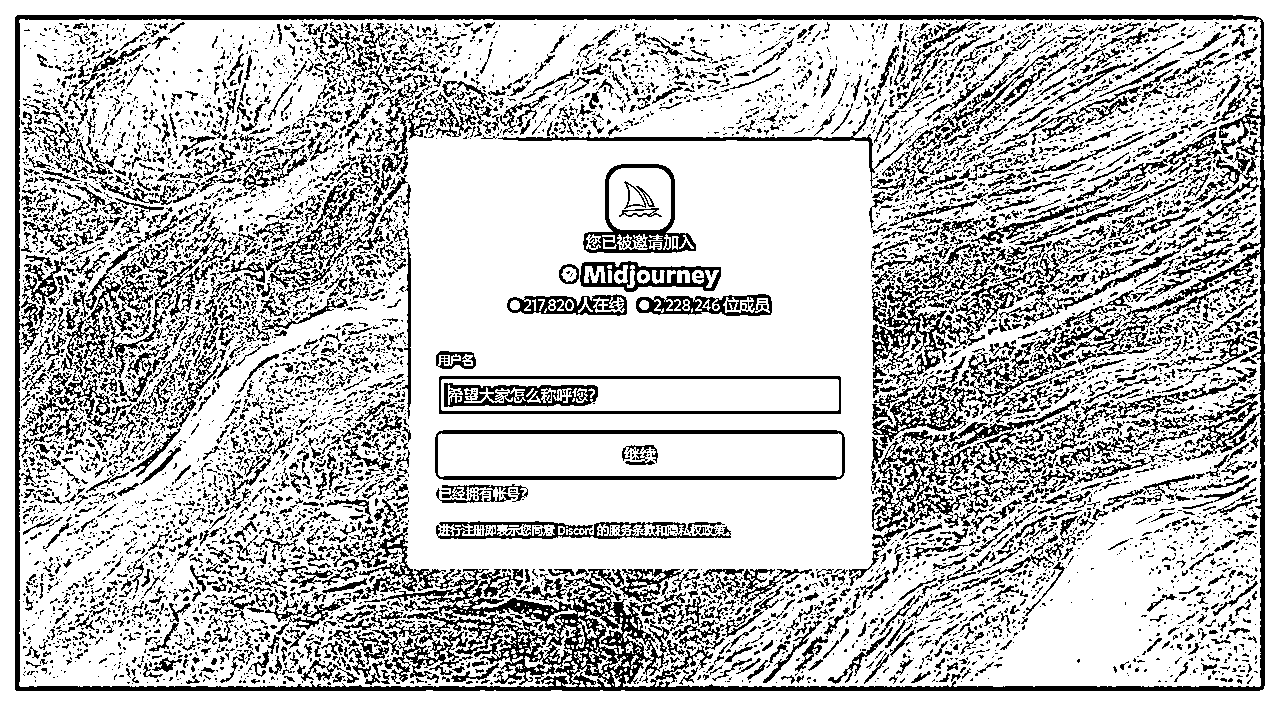 您已被邀请加入
Midjourney
217,820 人在线 2,228,246 位成员
用户名
希望大家怎么称呼您?
继续
已经拥有帐号?
进行注册即表示您同意 Discord 的服务条款和隐私权政策。